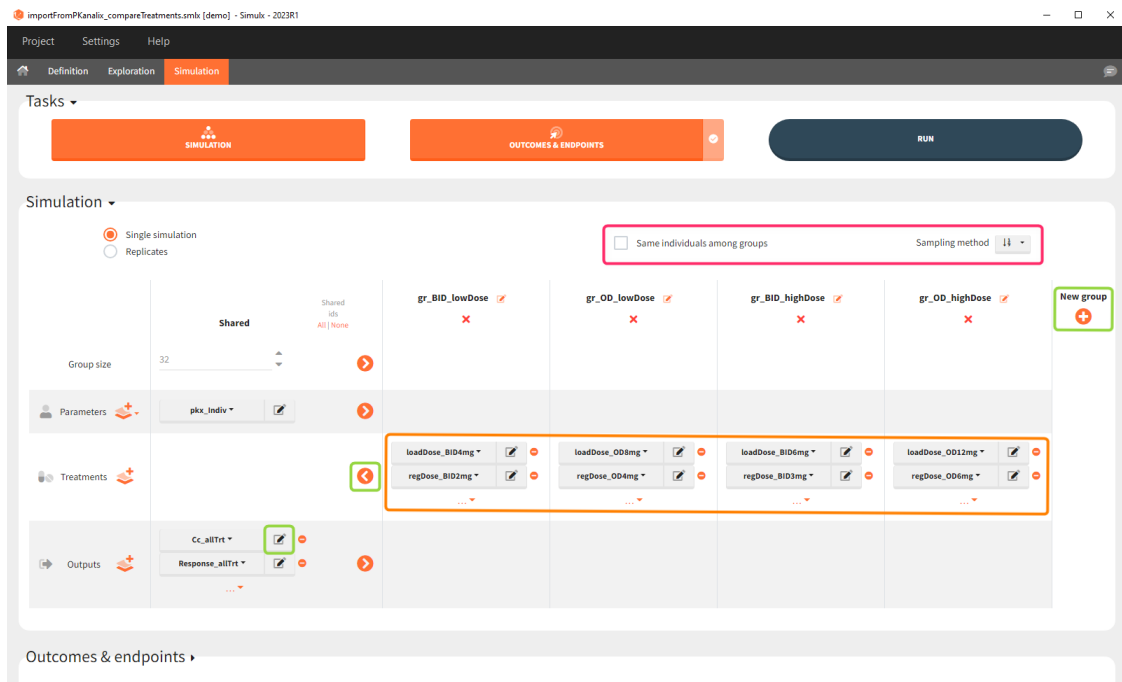 importFromPKanalix_compareTreatments.smlx [demo] - Simulx - 2023R1
Project Settings Help
Definition Exploration Simulation
Tasks
SIMULATION
OUTCOMES & ENDPOINTS
RUN
Simulation
Single simulation
Replicates
Same individuals among groups
Sampling method
Shared
Shared
ids
All | None
gr_BID_lowDose
gr_OD_lowDose
gr_BID_highDose
gr_OD_highDose
New group
Group size
32
Parameters
pkx_Indiv
Treatments
loadDose_BID4mg
loadDose_OD8mg
loadDose_BID6mg
loadDose_OD12mg
regDose_BID2mg
regDose_OD4mg
regDose_BID3mg
regDose_OD6mg
... ... ... ...
Outputs
Cc_allTrt
Response_allTrt
...
Outcomes & endpoints